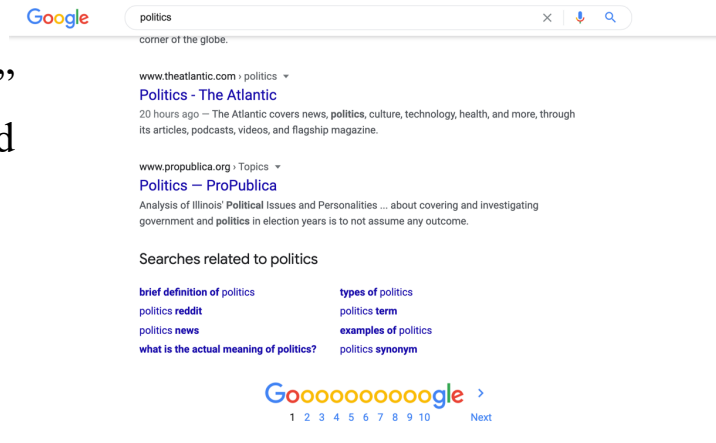 Google politics
corner of the globe.
”
www.theatlantic.com › politics
Politics - The Atlantic
20 hours ago — The Atlantic covers news, politics, culture, technology, health, and more, through
its articles, podcasts, videos, and flagship magazine.
d
www.propublica.org › Topics
Politics — ProPublica
Analysis of Illinois' Political Issues and Personalities ... about covering and investigating
government and politics in election years is to not assume any outcome.
Searches related to politics
brief definition of politics types of politics
politics reddit politics term
politics news examples of politics
what is the actual meaning of politics? politics synonym
Goooooooooogle >
1 2 3 4 5 6 7 8 9 10 Next